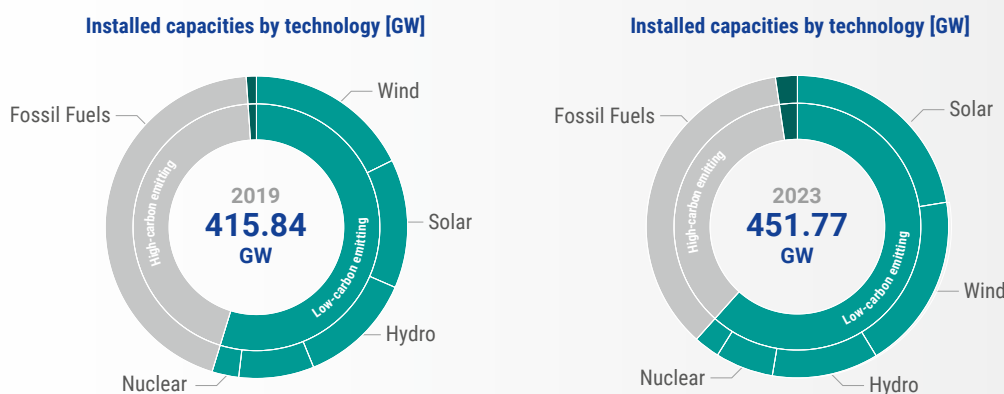 Installed capacities by technology [GW]
Wind
Fossil Fuels
High-carbon emitting
2019
415.84
GW
Solar
Low-carbon emitting
Hydro
Nuclear
Installed capacities by technology [GW]
Solar
Fossil Fuels
High-carbon emitting
2023
451.77
GW
Low-carbon emitting
Wind
Nuclear
Hydro